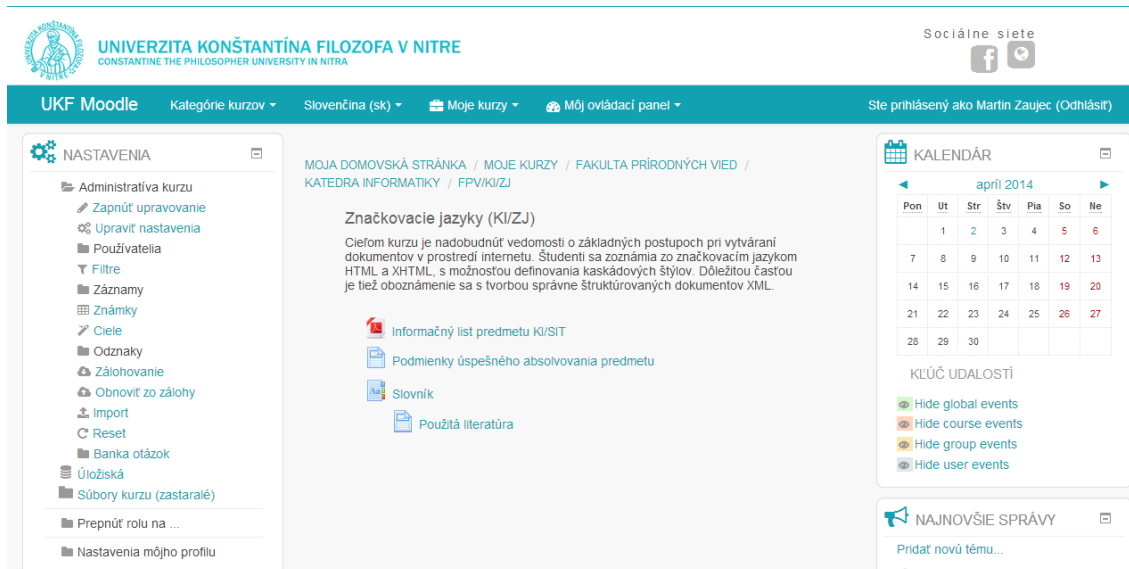 UNIVERZITA KONŠTANTÍNA FILOZOFA V NITRE
CONSTANTINE THE PHILOSOPHER UNIVERSITY IN NITRA
Sociálne siete
UKF Moodle Kategórie kurzov Slovenčina (sk) Moje kurzy Môj ovládací panel Ste prihlásený ako Martin Zaujec (Odhlásiť)
NASTAVENIA
Administratíva kurzu
Zapnúť upravovanie
Upraviť nastavenia
Používatelia
Filtre
Záznamy
Známky
Ciele
Odznaky
Zálohovanie
Obnoviť zo zálohy
Import
Reset
Banka otázok
Úložiská
Súbory kurzu (zastaralé)
Prepnúť rolu na ...
Nastavenia môjho profilu
MOJA DOMOVSKÁ STRÁNKA / MOJE KURZY / FAKULTA PRÍRODNÝCH VIED /
KATEDRA INFORMATIKY / FPV/KI/ZJ
Značkovacie jazyky (KI/ZJ)
Cieľom kurzu je nadobudnúť vedomosti o základných postupoch pri vytváraní
dokumentov v prostredí internetu. Študenti sa zoznámia zo značkovacím jazykom
HTML a XHTML, s možnosťou definovania kaskádových štýlov. Dôležitou časťou
je tiež oboznámenie sa s tvorbou správne štruktúrovaných dokumentov XML.
Informačný list predmetu KI/SIT
Podmienky úspešného absolvovania predmetu
Slovník
Použitá literatúra
KALENDÁR
apríl 2014
Pon Ut Str Štv Pia So Ne
1 2 3 4 5 6
7 8 9 10 11 12 13
14 15 16 17 18 19 20
21 22 23 24 25 26 27
28 29 30
KĽÚČ UDALOSTÍ
Hide global events
Hide course events
Hide group events
Hide user events
NAJNOVŠIE SPRÁVY
Pridať novú tému...